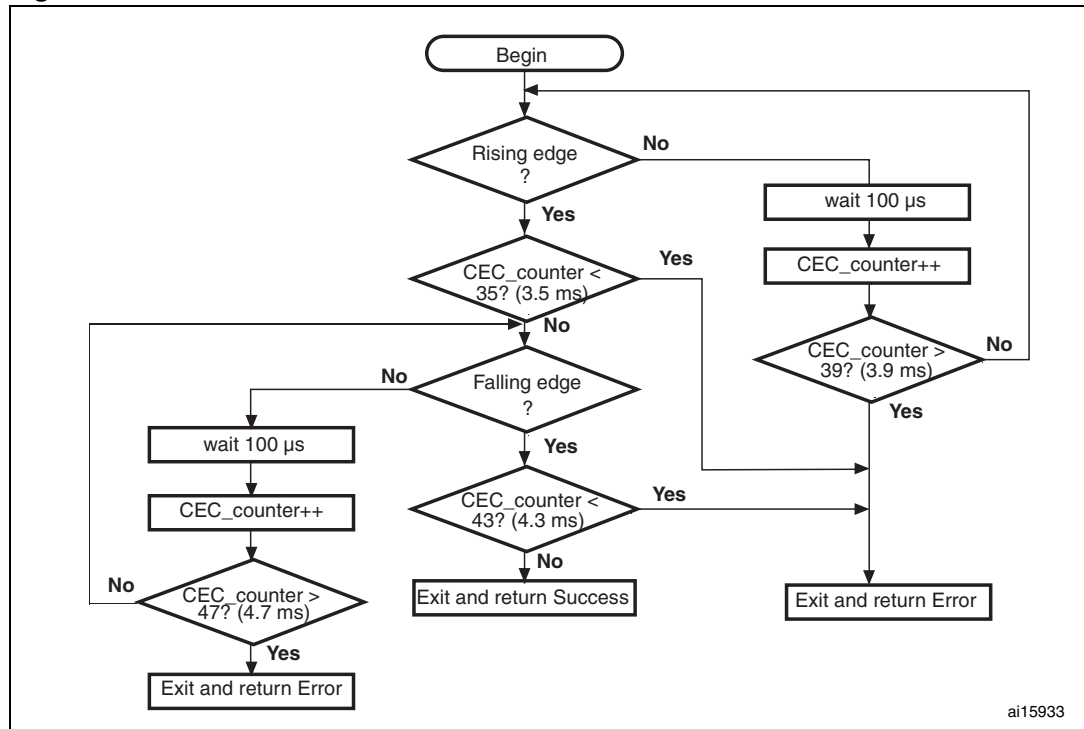 Begin
Rising edge
?
No
Yes
wait 100 µs
CEC_counter++
CEC_counter >
39? (3.9 ms)
No
Yes
CEC_counter <
35? (3.5 ms)
Yes
No
Falling edge
?
No
Yes
wait 100 µs
CEC_counter++
CEC_counter >
47? (4.7 ms)
No
Yes
Exit and return Error
CEC_counter <
43? (4.3 ms)
Yes
No
Exit and return Success
Exit and return Error
ai15933